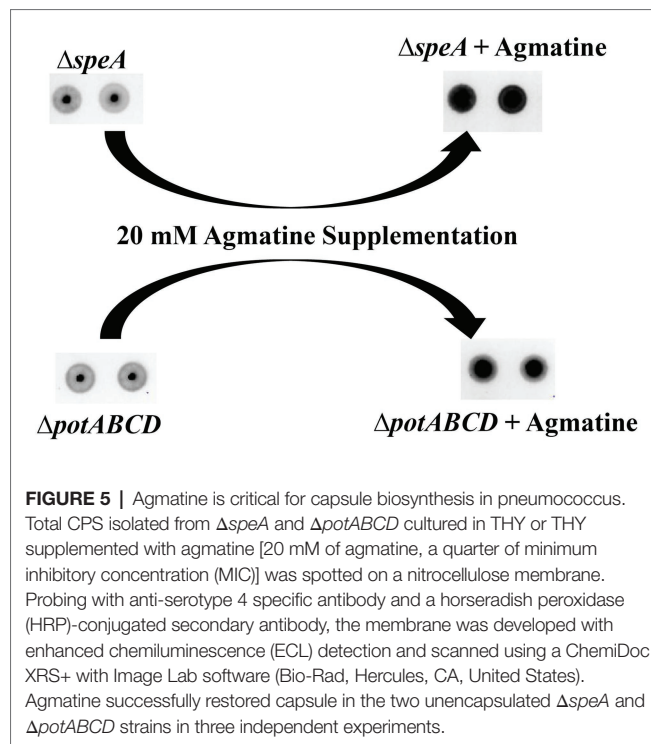 ΔspeA
ΔspeA + Agmatine
20 mM Agmatine Supplementation
ΔpotABCD
ΔpotABCD + Agmatine
FIGURE 5 | Agmatine is critical for capsule biosynthesis in pneumococcus.
Total CPS isolated from ΔspeA and ΔpotABCD cultured in THY or THY
supplemented with agmatine [20 mM of agmatine, a quarter of minimum
inhibitory concentration (MIC)] was spotted on a nitrocellulose membrane.
Probing with anti-serotype 4 specific antibody and a horseradish peroxidase
(HRP)-conjugated secondary antibody, the membrane was developed with
enhanced chemiluminescence (ECL) detection and scanned using a ChemiDoc
XRS+ with Image Lab software (Bio-Rad, Hercules, CA, United States).
Agmatine successfully restored capsule in the two unencapsulated ΔspeA and
ΔpotABCD strains in three independent experiments.